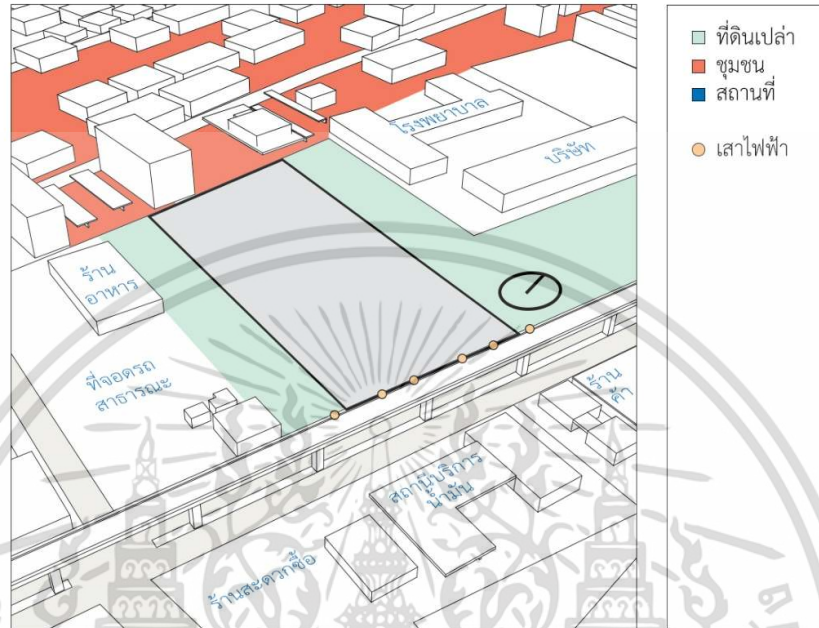 ที่ดินเปล่า
ชุมชน
สถานที่
เสาไฟฟ้า
โรงพยาบาล
บริษัท
ร้าน
อาหาร
ที่จอดรถ
สาธารณะ
ร้าน
ค้า
สถานีบริการ
น้ำมัน
ร้านสะดวกซื้อ